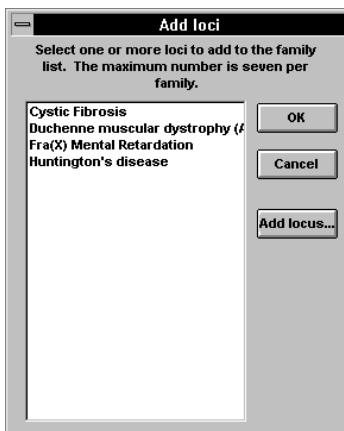 Add loci
Select one or more loci to add to the family
list. The maximum number is seven per
family.
Cystic Fibrosis
Duchenne muscular dystrophy (
Fra(X) Mental Retardation
Huntington's disease
OK
Cancel
Add locus...